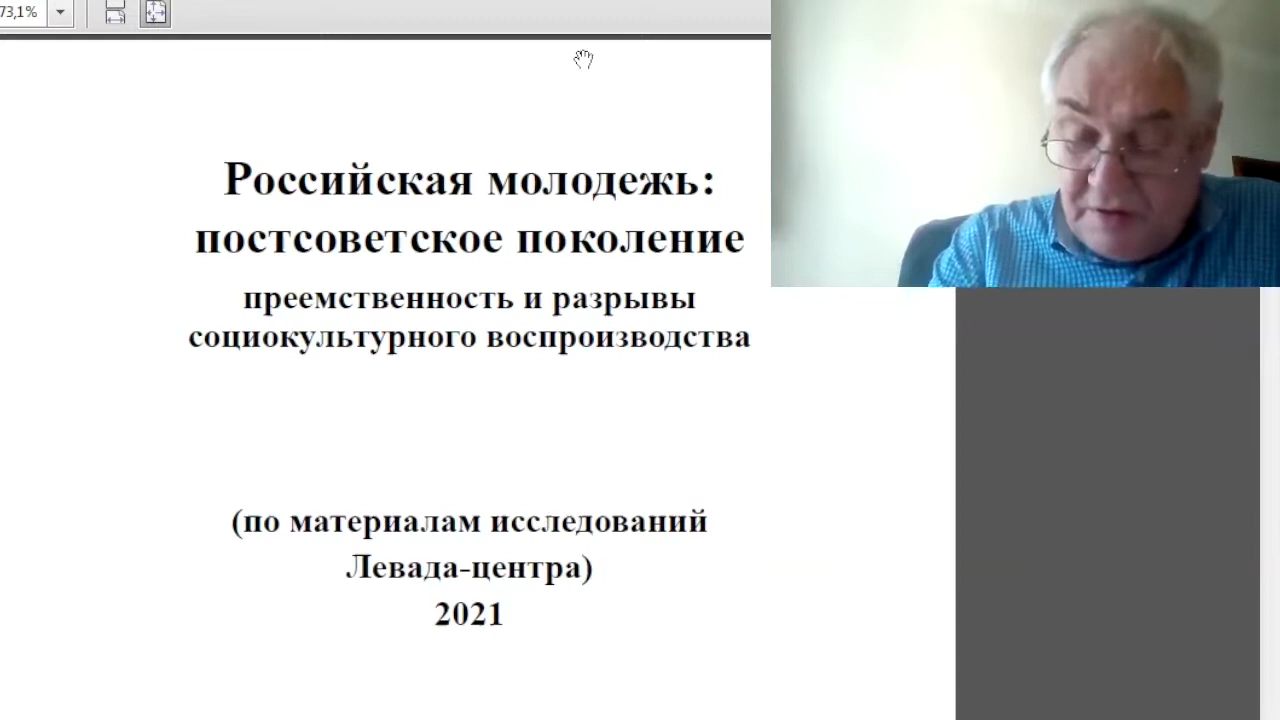 73,1%
Российская молодежь:
постсоветское поколение
преемственность и разрывы
социокультурного воспроизводства
(по материалам исследований
Левада-центра)
2021